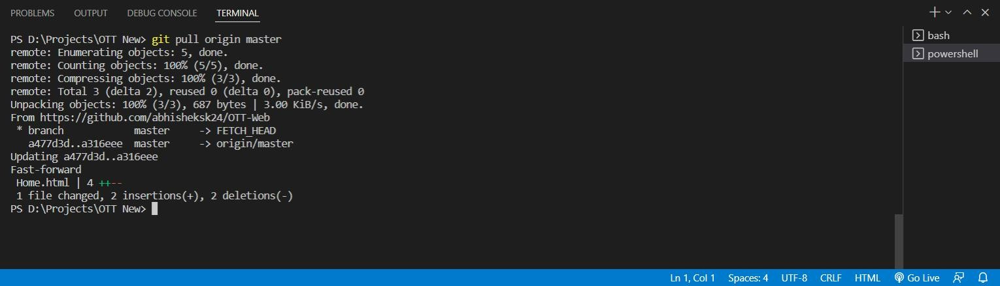 PROBLEMS OUTPUT DEBUG CONSOLE TERMINAL
PS D:\Projects\OTT New> git pull origin master
remote: Enumerating objects: 5, done.
remote: Counting objects: 100% (5/5), done.
remote: Compressing objects: 100% (3/3), done.
remote: Total 3 (delta 2), reused 0 (delta 0), pack-reused 0
Unpacking objects: 100% (3/3), 687 bytes | 3.00 KiB/s, done.
From https://github.com/abhisheksk24/OTT-Web
 * branch            master     -> FETCH_HEAD
   a477d3d..a316eee  master     -> origin/master
Updating a477d3d..a316eee
Fast-forward
 Home.html | 4 ++--
 1 file changed, 2 insertions(+), 2 deletions(-)
PS D:\Projects\OTT New>
bash
powershell
Ln 1, Col 1 Spaces: 4 UTF-8 CRLF HTML Go Live